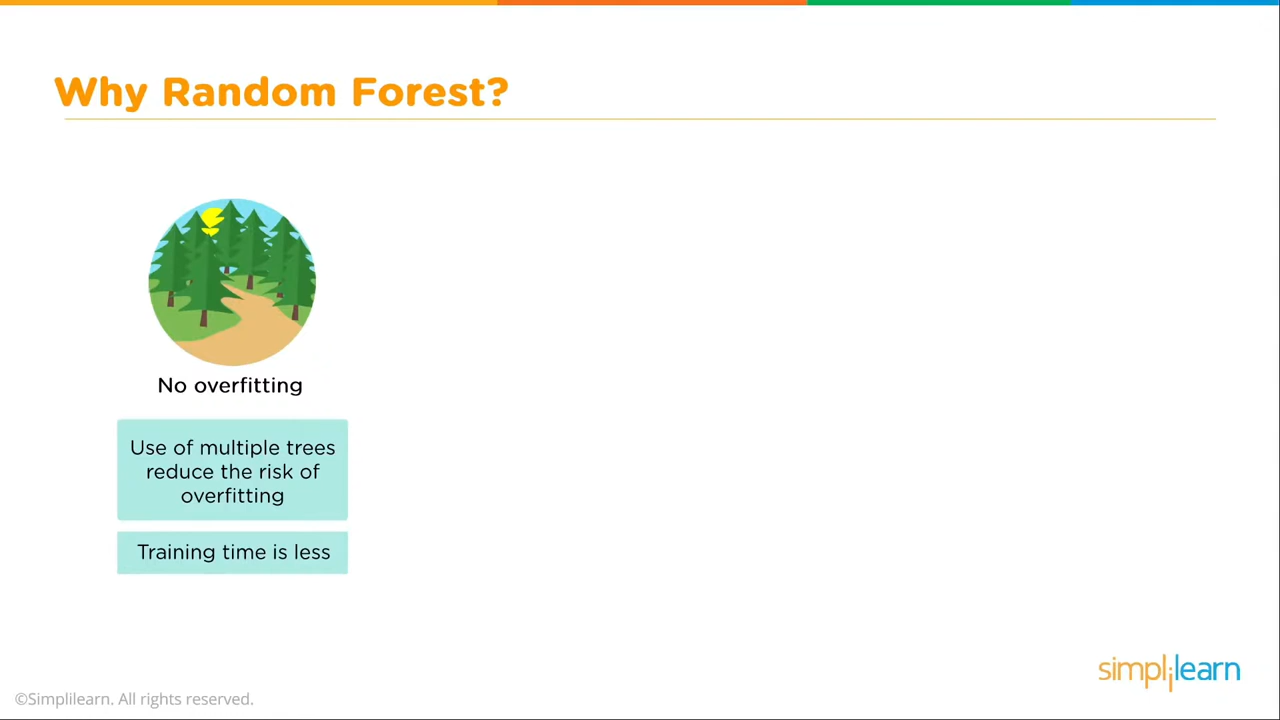 Why Random Forest?
No overfitting
Use of multiple trees
reduce the risk of
overfitting
Training time is less
simplilearn
©Simplilearn. All rights reserved.